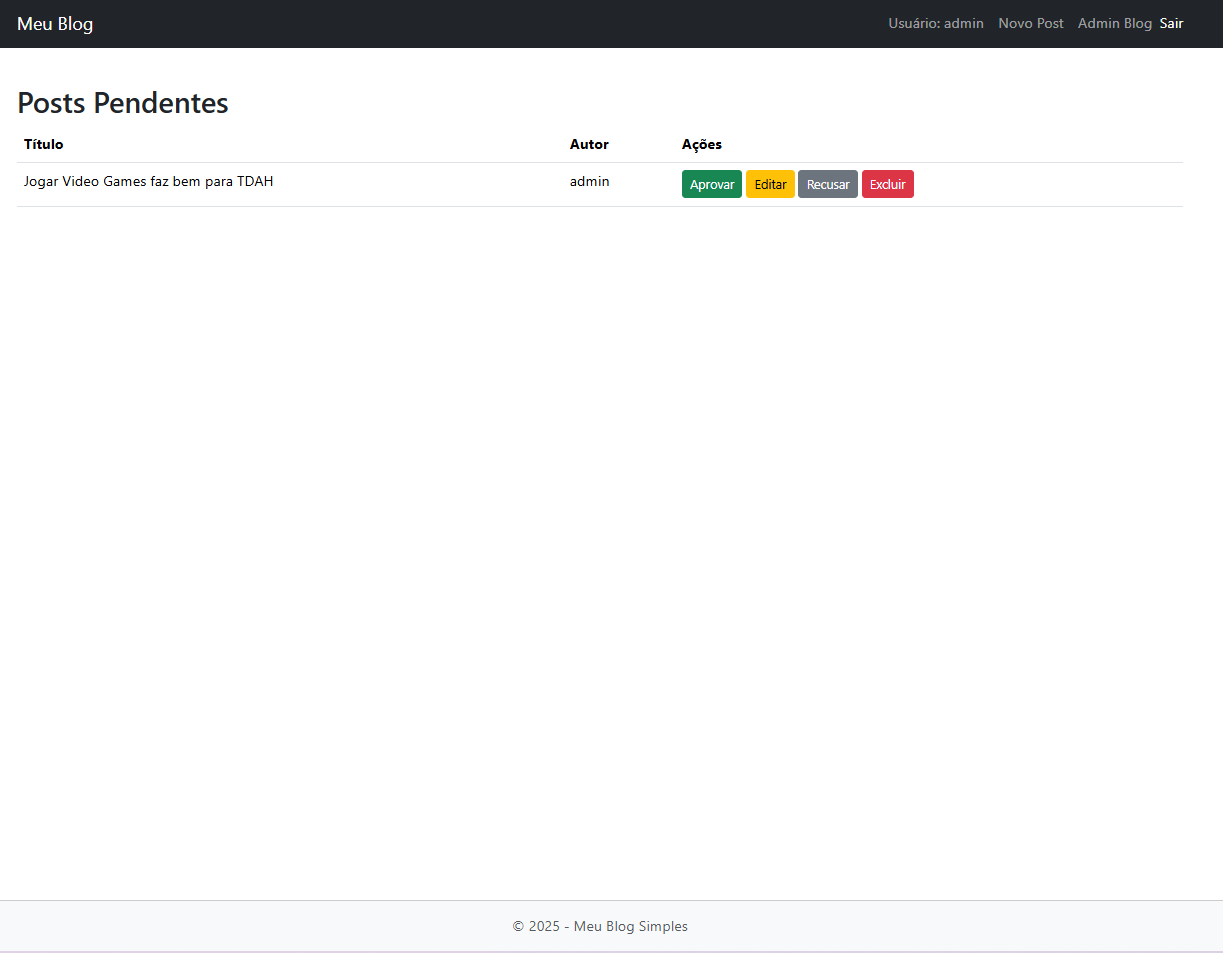 Meu Blog Usuário: admin Novo Post Admin Blog Sair
Posts Pendentes
Título Autor Ações
Jogar Video Games faz bem para TDAH admin Aprovar Editar Recusar Excluir
© 2025 - Meu Blog Simples